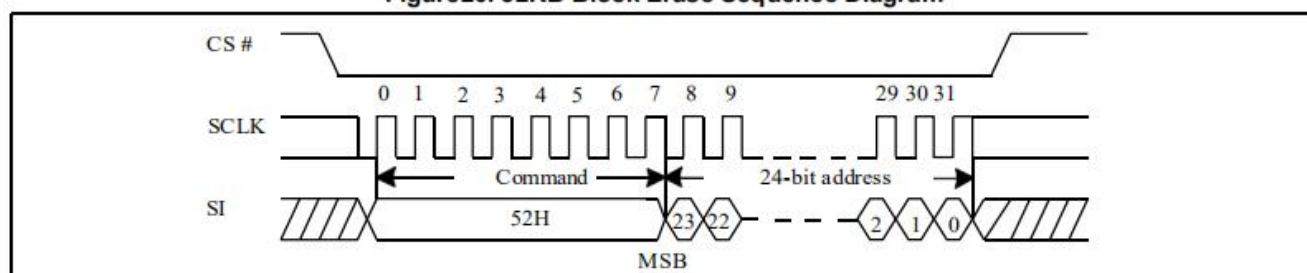 CS #
0 1 2 3 4 5 6 7 8 9 29 30 31
SCLK
Command 24-bit address
SI 52H 23 22 2 1 0
MSB